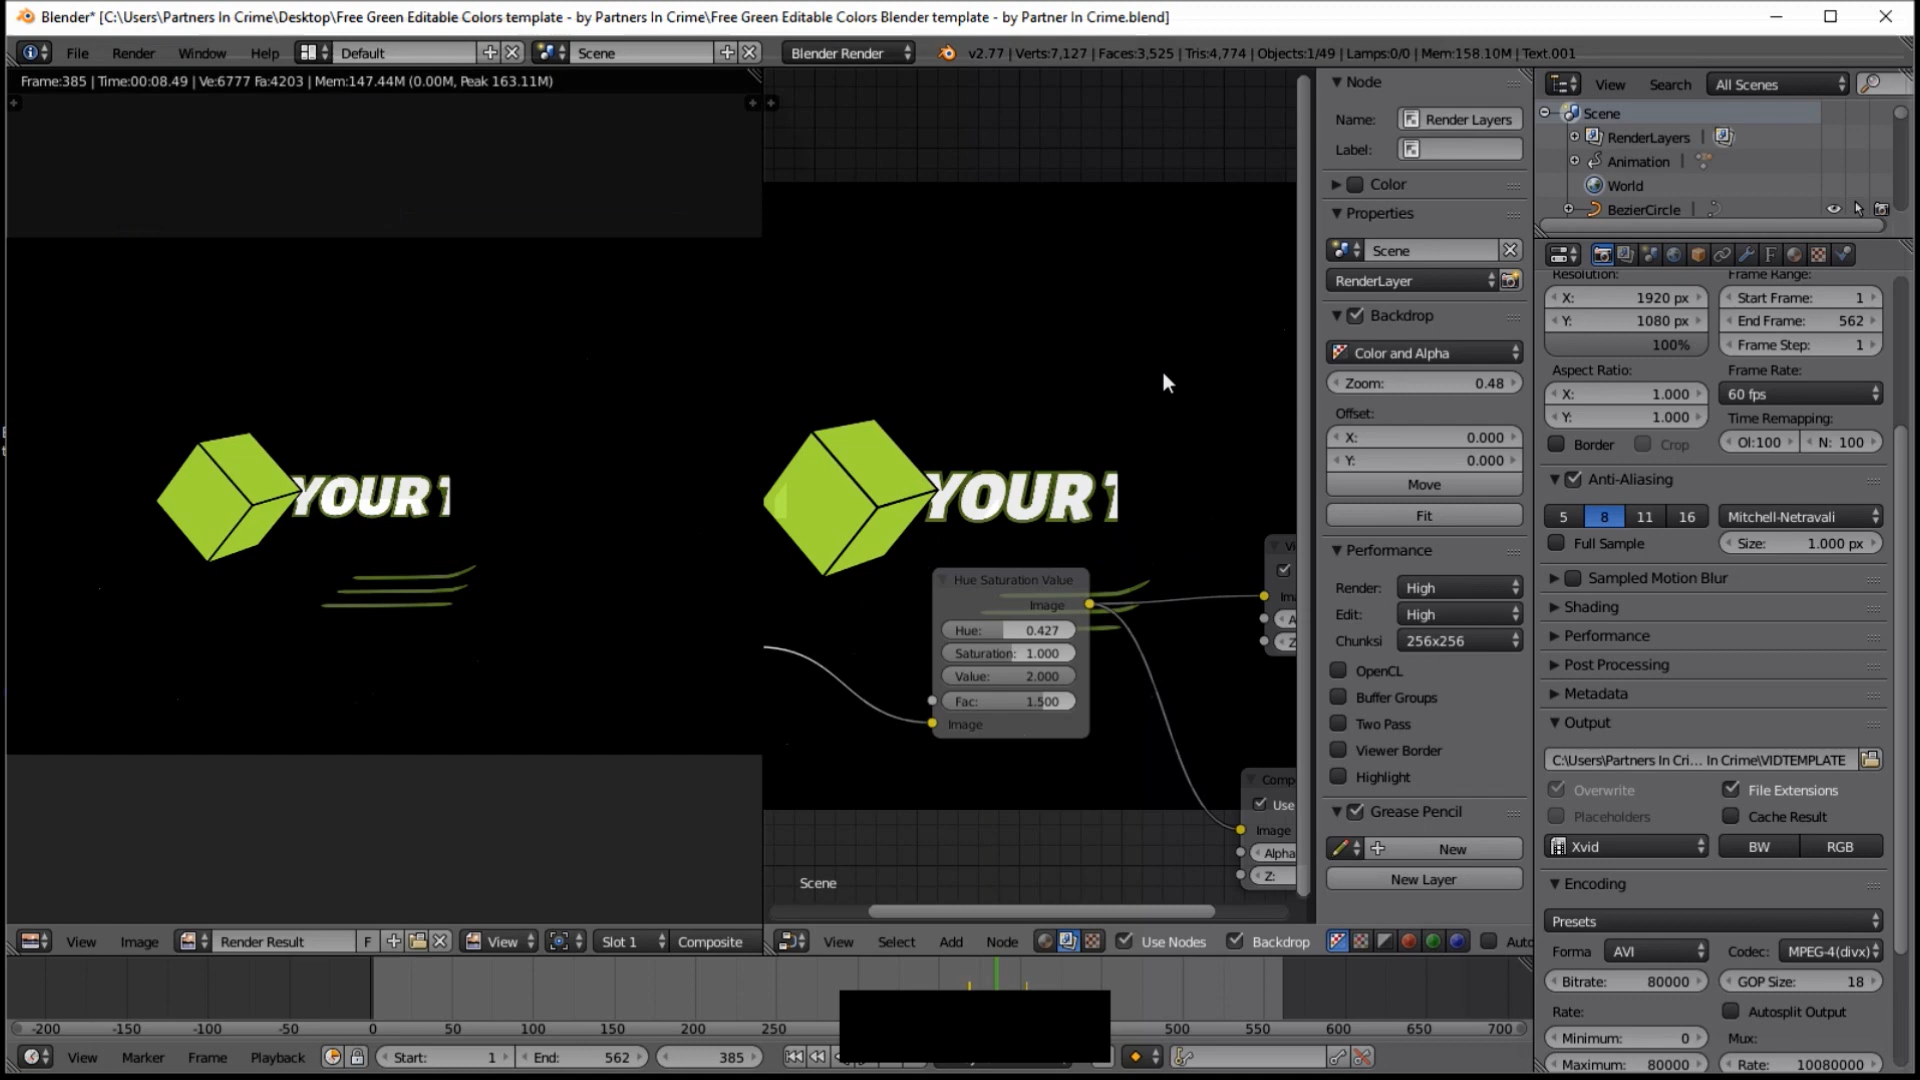 Blender* [C:\Users\Partners In Crime\Desktop\Free Green Editable Colors template - by Partners In Crime\Free Green Editable Colors Blender template - by Partner In Crime.blend]
File Render Window Help Default Scene Blender Render v2.77 | Verts:7,127 | Faces:3,525 | Tris:4,774 | Objects:1/49 | Lamps:0/0 | Mem:158.10M | Text.001
Frame:385 | Time:00:08.49 | Ve:6777 Fa:4203 | Mem:147.44M (0.00M, Peak 163.11M)
YOUR T
YOUR T
Hue Saturation Value
Image
Hue: 0.427
Saturation: 1.000
Value: 2.000
Fac: 1.500
Image
Use
Image
Alpha
Z:
Scene
Node
Name: Render Layers
Label:
Color
Properties
Scene
RenderLayer
Backdrop
Color and Alpha
Zoom: 0.48
Offset:
X: 0.000
Y: 0.000
Move
Fit
Performance
Render: High
Edit: High
Chunksi 256x256
OpenCL
Buffer Groups
Two Pass
Viewer Border
Highlight
Grease Pencil
New
New Layer
View Search All Scenes
Scene
RenderLayers |
Animation |
World
BezierCircle |
Resolution: Frame Range:
X: 1920 px Start Frame: 1
Y: 1080 px End Frame: 562
100% Frame Step: 1
Aspect Ratio: Frame Rate:
X: 1.000 60 fps
Y: 1.000 Time Remapping:
Border Crop Ol:100 N: 100
Anti-Aliasing
5 8 11 16 Mitchell-Netravali
Full Sample Size: 1.000 px
Sampled Motion Blur
Shading
Performance
Post Processing
Metadata
Output
C:\Users\Partners In Cri... In Crime\VIDTEMPLATE
Overwrite File Extensions
Placeholders Cache Result
Xvid BW RGB
Encoding
Presets
Forma AVI Codec: MPEG-4(divx)
Bitrate: 80000 GOP Size: 18
Rate: Autosplit Output
Minimum: 0 Mux:
Maximum: 80000 Rate: 10080000
View Image Render Result F View Slot 1 Composite
View Select Add Node Use Nodes Backdrop Auto
-200 -150 -100 -50 0 50 100 150 200 250 500 550 600 650 700
View Marker Frame Playback Start: 1 End: 562 385